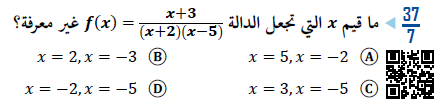 37/7 ما قيم x التي تجعل الدالة f(x) = (x+3)/((x+2)(x−5)) غير معرفة؟
A x = 5, x = −2
B x = 2, x = −3
C x = 3, x = −5
D x = −2, x = −5